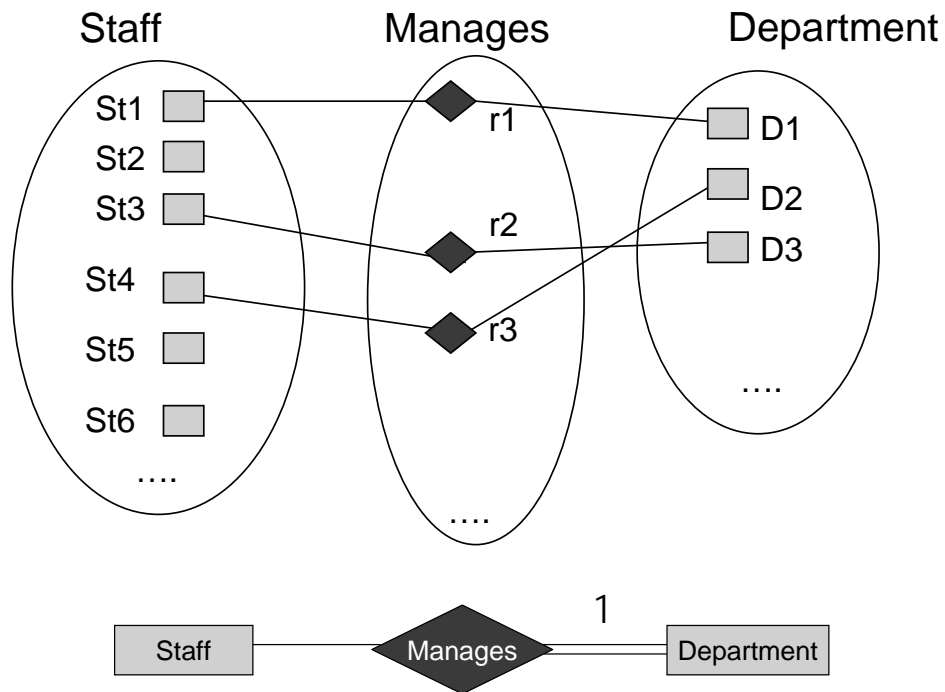 Staff Manages Department
St1 r1 D1
St2
St3 r2 D2
St4 r3 D3
St5
St6
….
….
….
1
Staff Manages Department